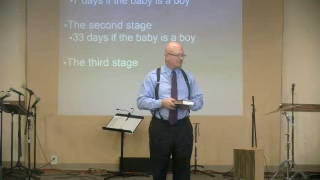 7 days if the baby is a boy
•The second stage
•33 days if the baby is a boy
•The third stage